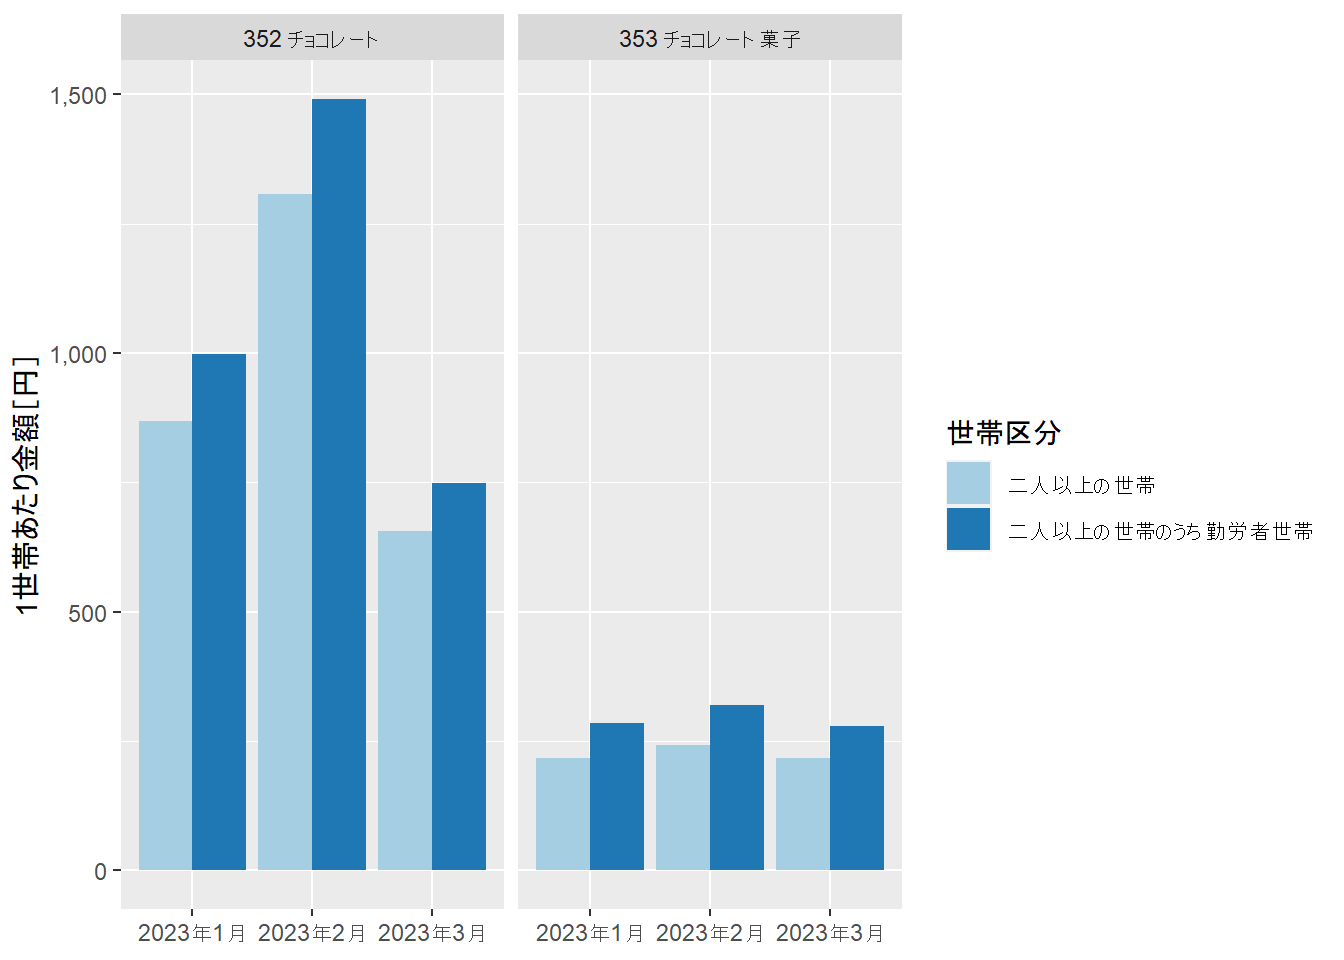 352 チョコレート
353 チョコレート菓子
1世帯あたり金額[円]
1,500
1,000
500
0
2023年1月 2023年2月 2023年3月
2023年1月 2023年2月 2023年3月
世帯区分
二人以上の世帯
二人以上の世帯のうち勤労者世帯